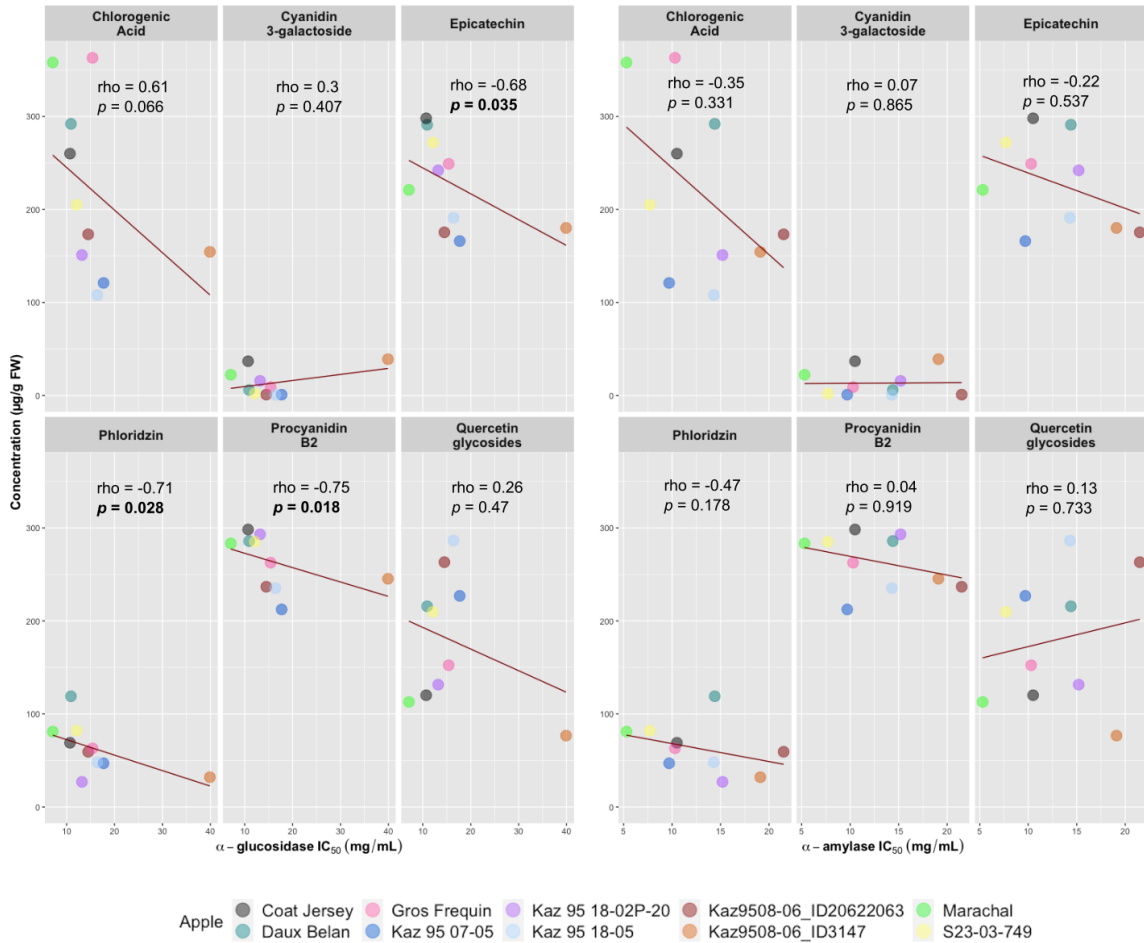 Chlorogenic
Acid
Cyanidin
3-galactoside
Epicatechin
Chlorogenic
Acid
Cyanidin
3-galactoside
Epicatechin
rho = 0.61
p = 0.066
rho = 0.3
p = 0.407
rho = -0.68
p = 0.035
rho = -0.35
p = 0.331
rho = 0.07
p = 0.865
rho = -0.22
p = 0.537
300
200
100
0
Concentration (µg/g FW)
Phloridzin
Procyanidin
B2
Quercetin
glycosides
Phloridzin
Procyanidin
B2
Quercetin
glycosides
rho = -0.71
p = 0.028
rho = -0.75
p = 0.018
rho = 0.26
p = 0.47
rho = -0.47
p = 0.178
rho = 0.04
p = 0.919
rho = 0.13
p = 0.733
300
200
100
0
10 20 30 40 10 20 30 40 10 20 30 40
5 10 15 20 5 10 15 20 5 10 15 20
α – glucosidase IC₅₀ (mg/mL)
α – amylase IC₅₀ (mg/mL)
Apple
Coat Jersey Gros Frequin Kaz 95 18-02P-20 Kaz9508-06_ID20622063 Marachal
Daux Belan Kaz 95 07-05 Kaz 95 18-05 Kaz9508-06_ID3147 S23-03-749